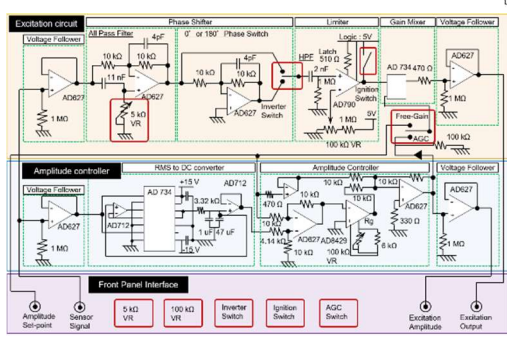 Excitation circuit
Phase Shifter
Limiter
Gain Mixer
Voltage Follower
Voltage Follower
All Pass Filter
0° or 180° Phase Switch
Logic : 5V
4pF
10 kΩ
10 kΩ
11 nF
AD627
AD627
1 MΩ
5 kΩ
VR
4pF
10 kΩ
10 kΩ
AD627
Inverter
Switch
HPF
2 nF
1 MΩ
Latch
510 Ω
AD790
Ignition
Switch
1 MΩ
5V
100 kΩ VR
AD 734
470 Ω
AD627
1 MΩ
Free-Gain
AGC
100 kΩ
VR
Amplitude controller
RMS to DC converter
Amplitude Controller
Voltage Follower
Voltage Follower
AD627
1 MΩ
+15 V
AD 734
AD712
3.32 kΩ
AD712
1 uF
47 uF
-15 V
470 Ω
10 kΩ
4.14 kΩ
10 kΩ
10 kΩ
10 kΩ
AD627
10 kΩ
10 kΩ
AD8429
Rg
100 kΩ
VR
6 kΩ
10 kΩ
AD627
330 Ω
AD627
1 MΩ
Front Panel Interface
Amplitude
Set-point
Sensor
Signal
5 kΩ
VR
100 kΩ
VR
Inverter
Switch
Ignition
Switch
AGC
Switch
Excitation
Amplitude
Excitation
Output